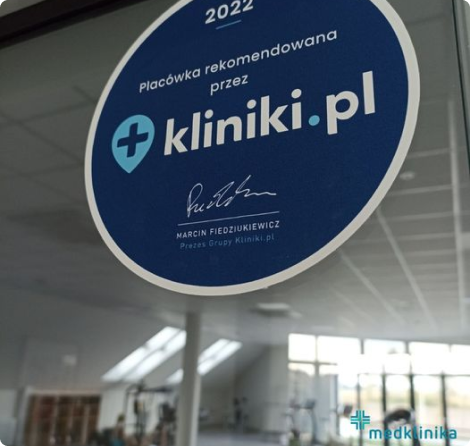 2022
Placówka rekomendowana
przez
kliniki.pl
MARCIN FIEDZIUKIEWICZ
Prezes Grupy Kliniki.pl
medklinika